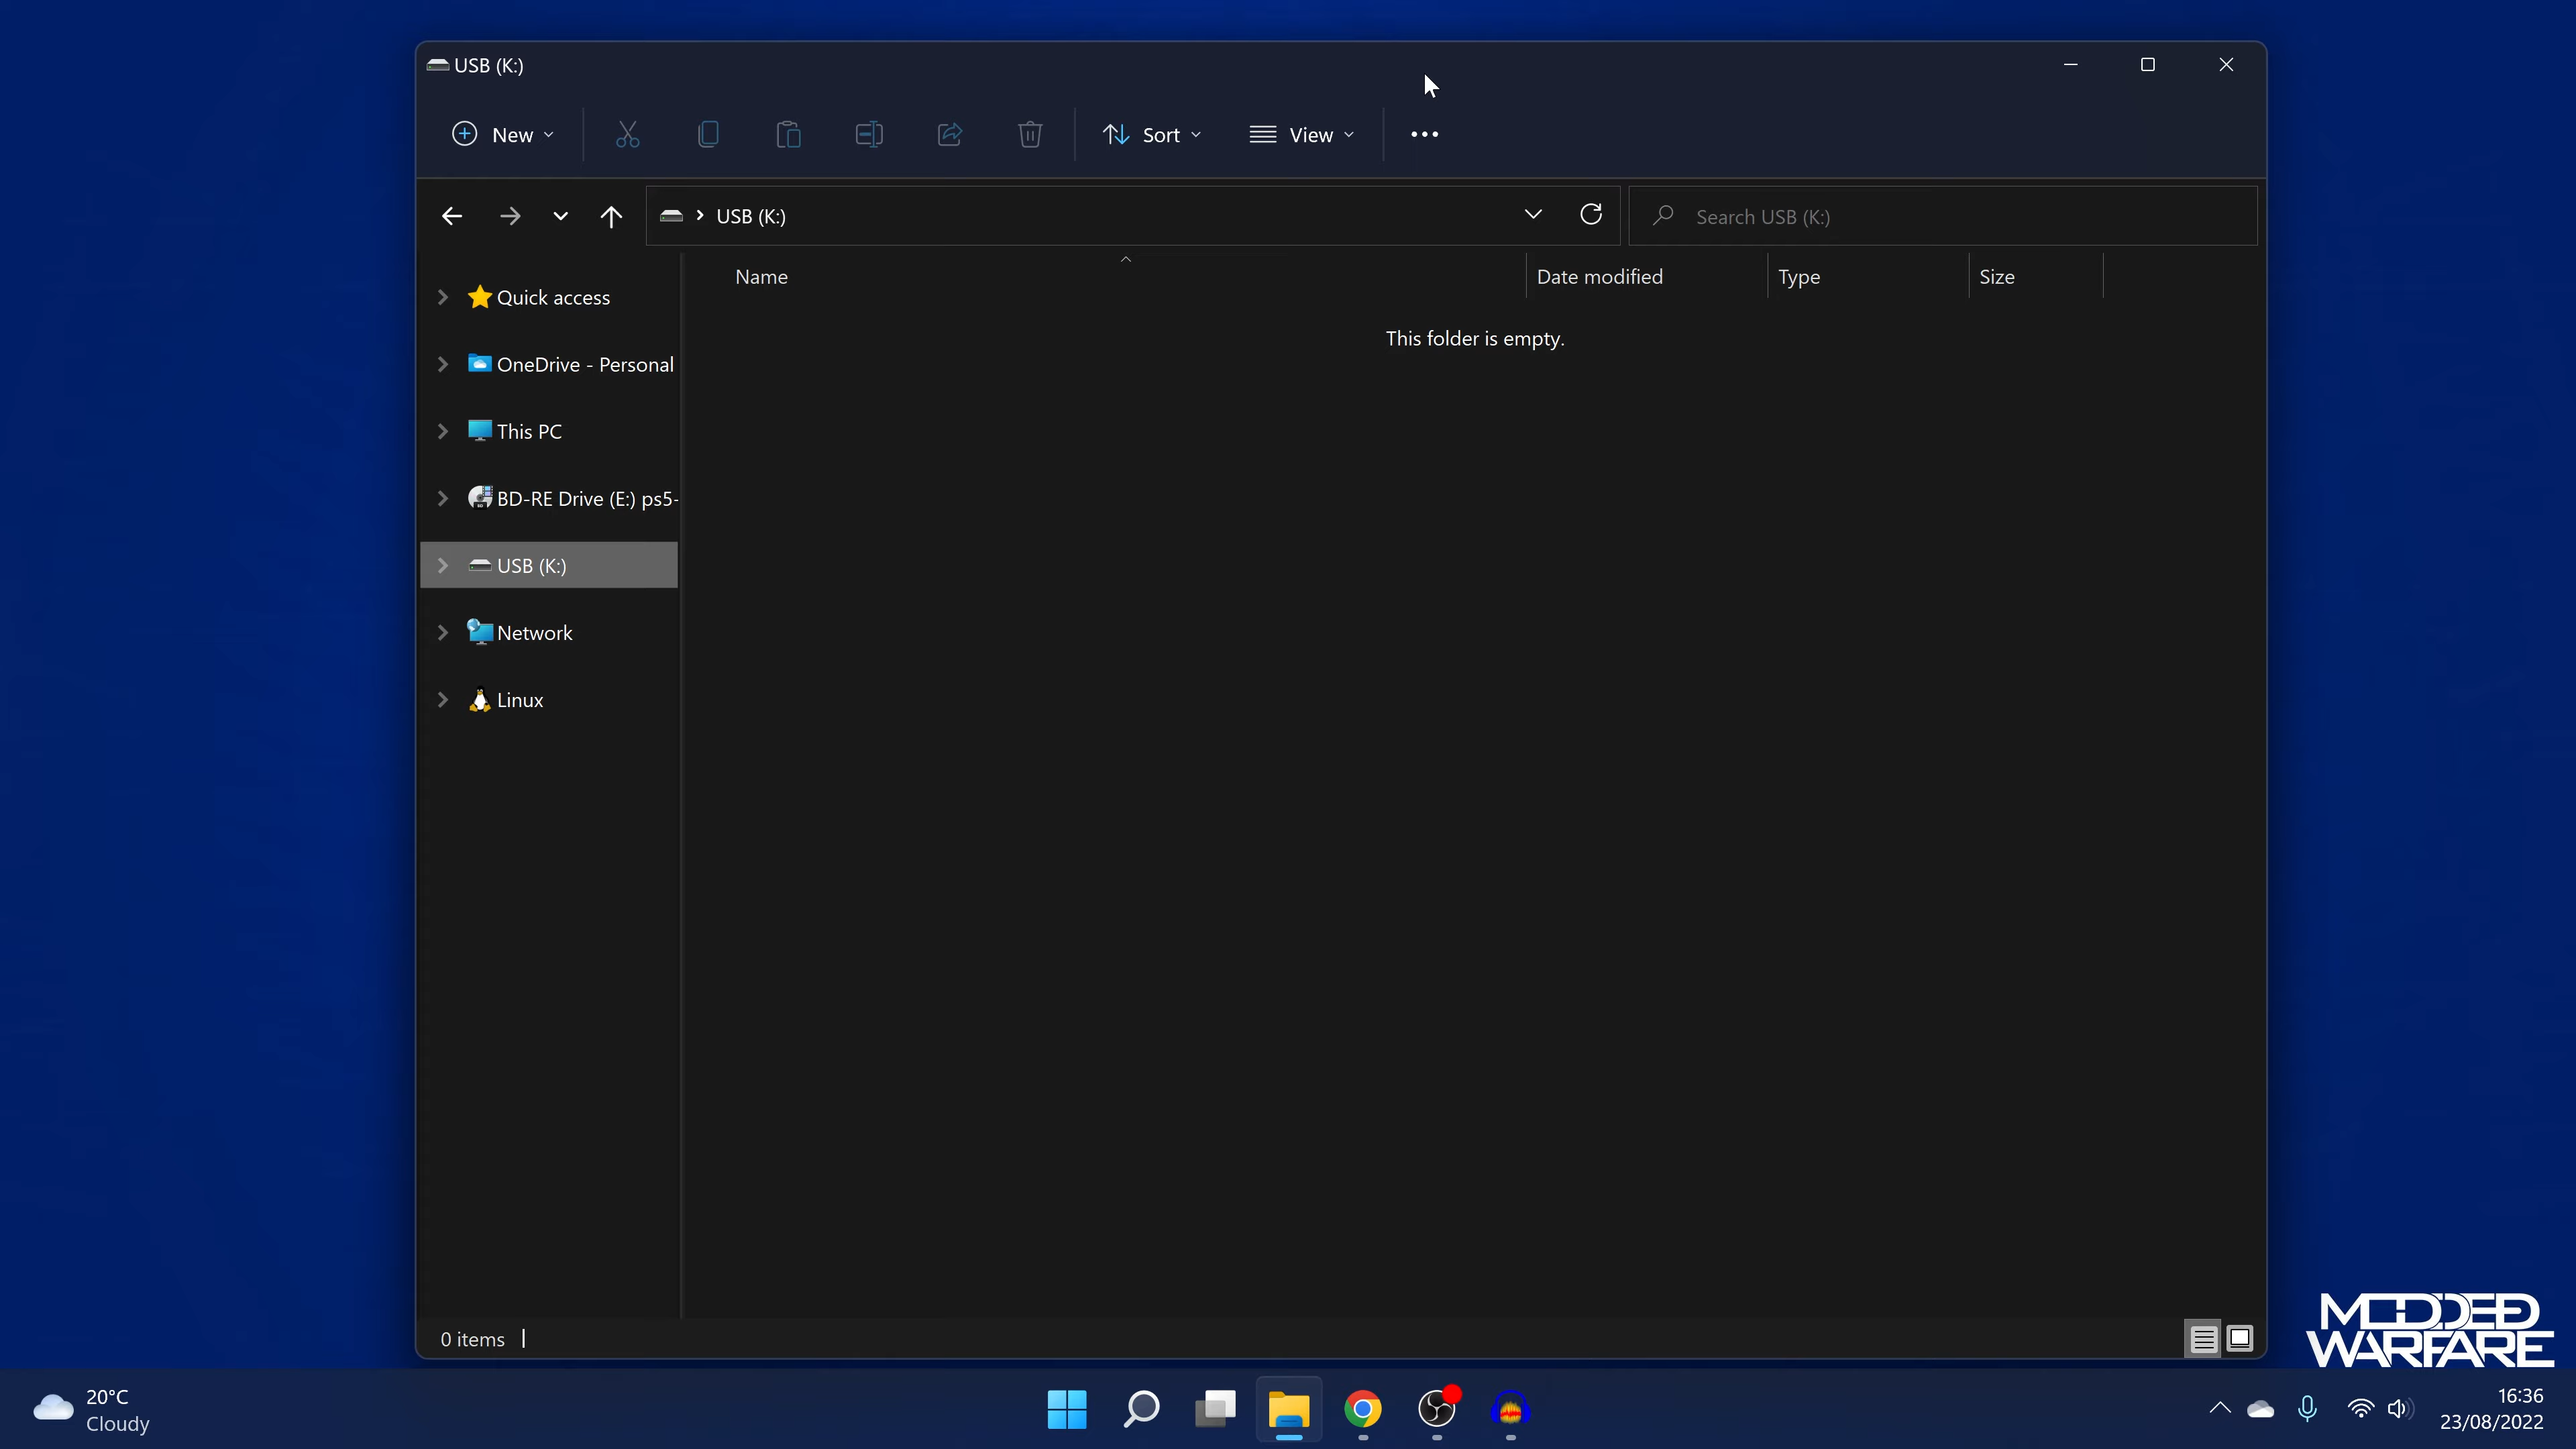 USB (K:)
New
Sort
View
USB (K:)
Search USB (K:)
Name
Date modified
Type
Size
This folder is empty.
Quick access
OneDrive - Personal
This PC
BD-RE Drive (E:) ps5-
USB (K:)
Network
Linux
0 items
MODDED
WARFARE
20°C
Cloudy
16:36
23/08/2022